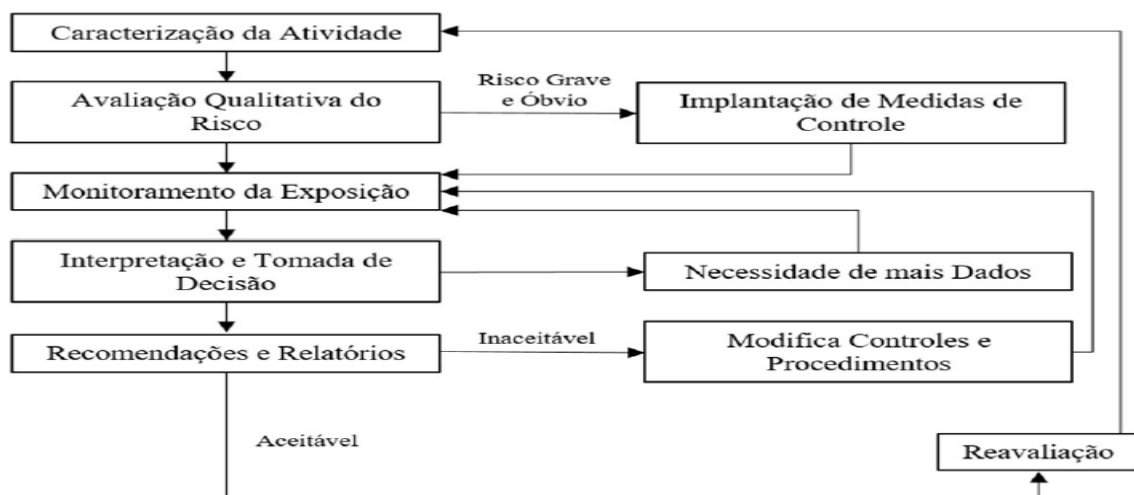 Caracterização da Atividade
Avaliação Qualitativa do
Risco
Risco Grave
e Óbvio
Implantação de Medidas de
Controle
Monitoramento da Exposição
Interpretação e Tomada de
Decisão
Necessidade de mais Dados
Recomendações e Relatórios
Inaceitável
Modifica Controles e
Procedimentos
Aceitável
Reavaliação